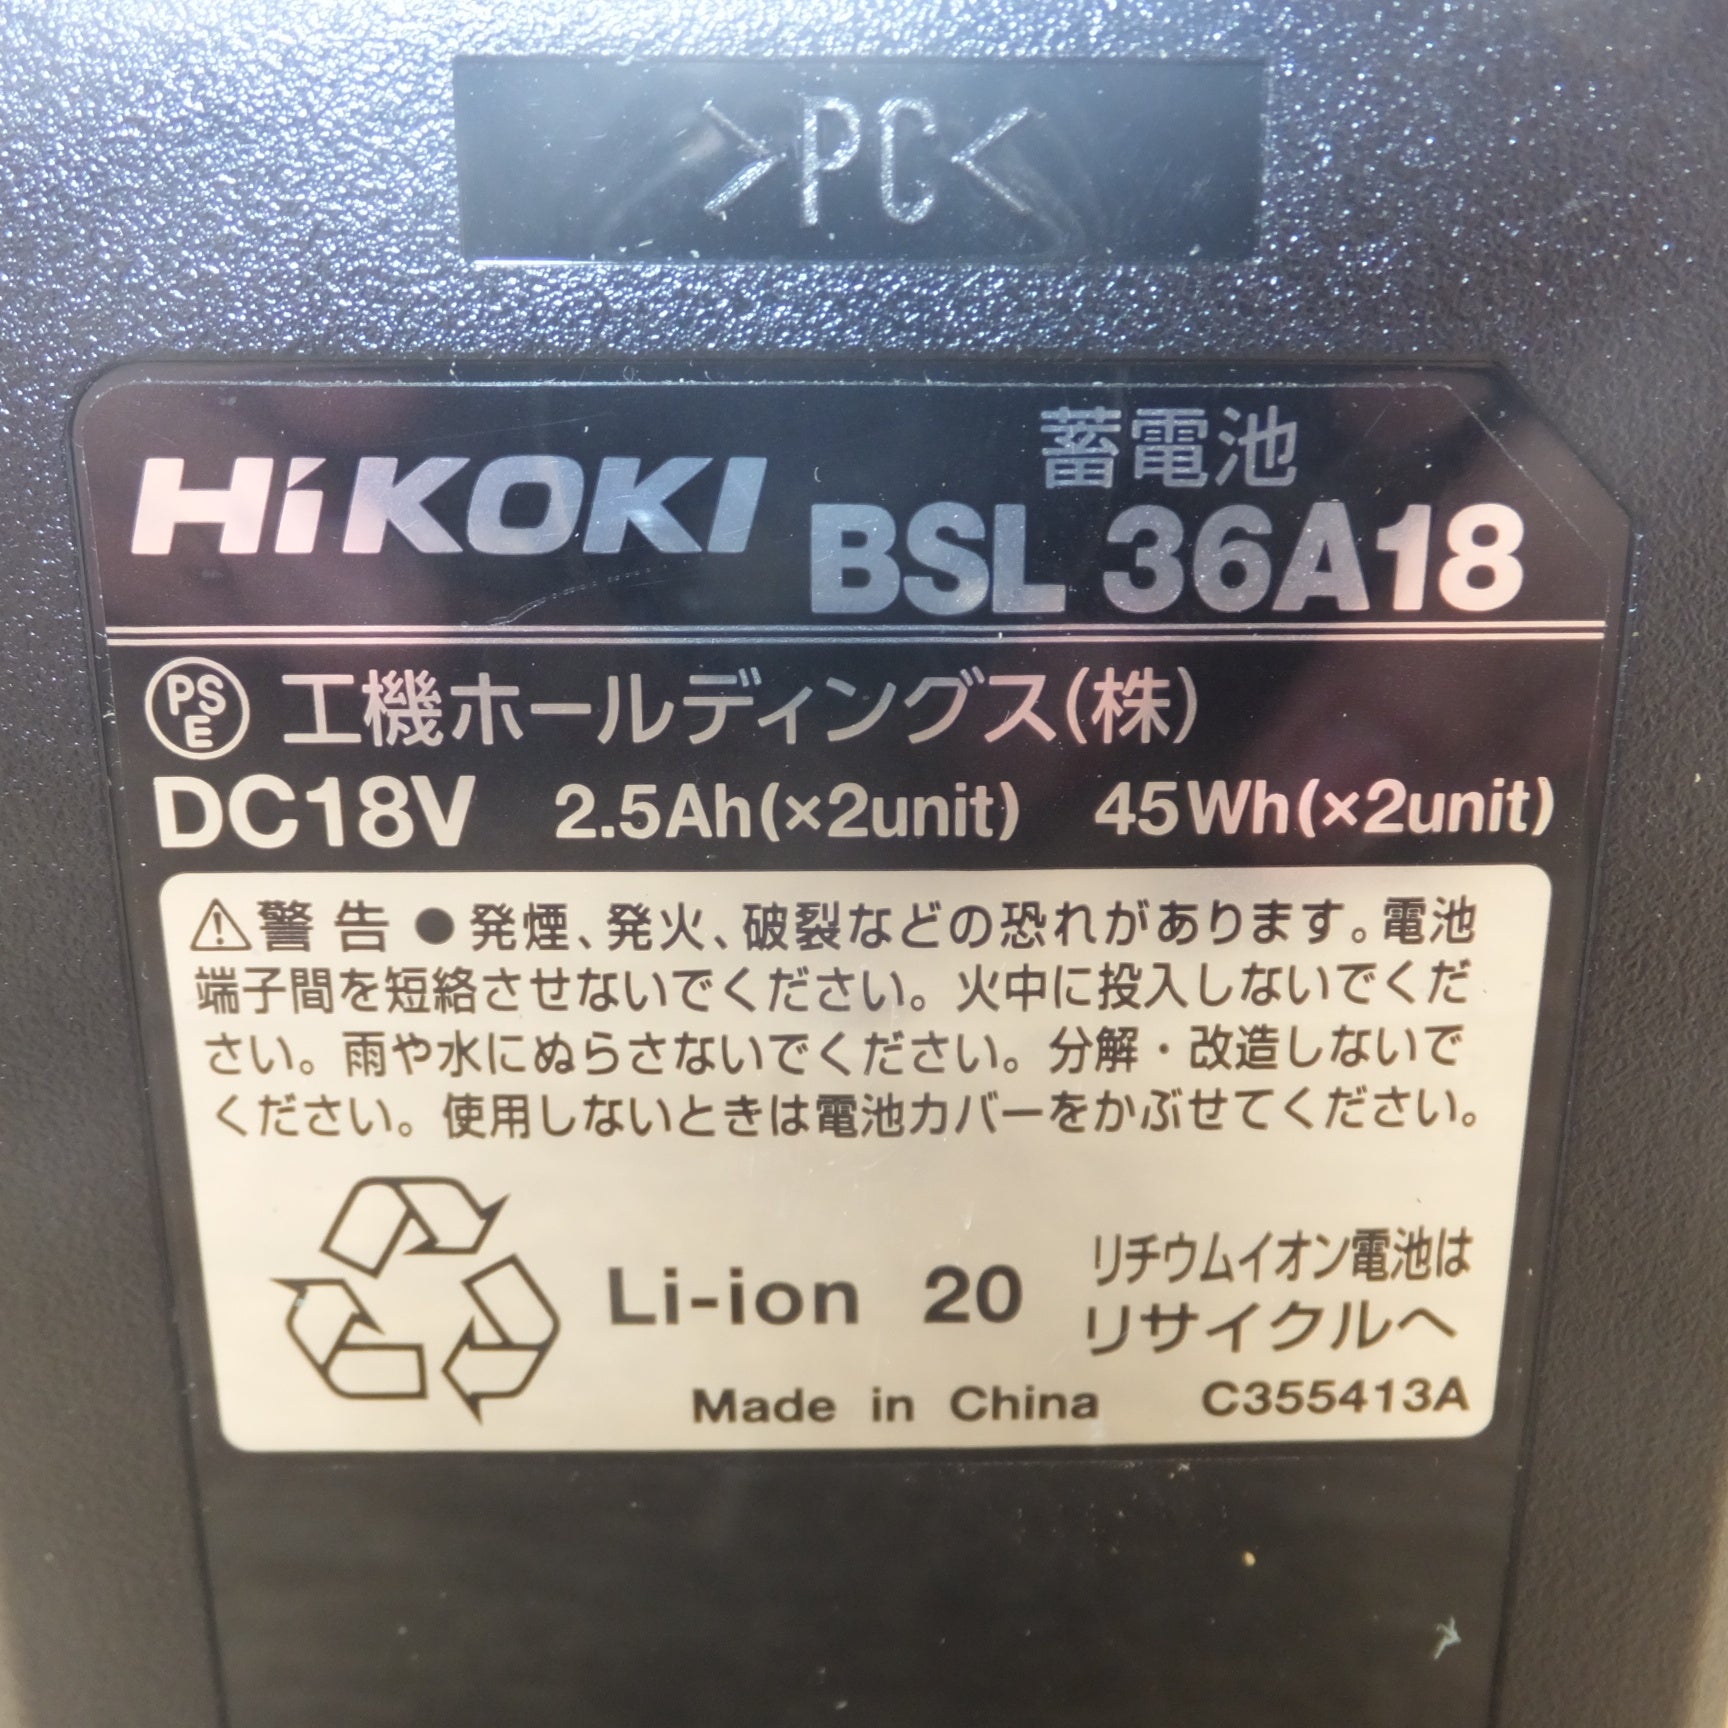 >PC<
HiKOKI
蓄電池
BSL 36A18
PSE 工機ホールディングス(株)
DC18V 2.5Ah(×2unit) 45Wh(×2unit)
⚠警告 ●発煙、発火、破裂などの恐れがあります。電池
端子間を短絡させないでください。火中に投入しないでくだ
さい。雨や水にぬらさないでください。分解・改造しないで
ください。使用しないときは電池カバーをかぶせてください。
Li-ion 20
リチウムイオン電池は
リサイクルへ
Made in China C355413A